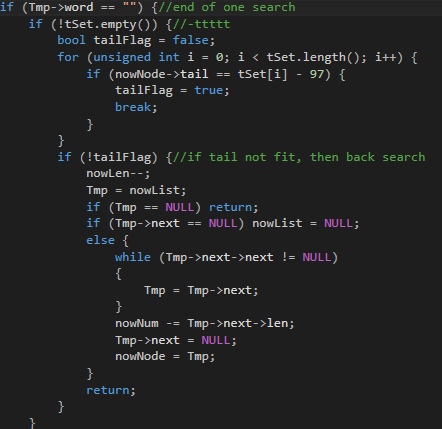 if (Tmp->word == "") {//end of one search
if (!tSet.empty()) {//-ttttt
bool tailFlag = false;
for (unsigned int i = 0; i < tSet.length(); i++) {
if (nowNode->tail == tSet[i] - 97) {
tailFlag = true;
break;
}
}
if (!tailFlag) {//if tail not fit, then back search
nowLen--;
Tmp = nowList;
if (Tmp == NULL) return;
if (Tmp->next == NULL) nowList = NULL;
else {
while (Tmp->next->next != NULL)
{
Tmp = Tmp->next;
}
nowNum -= Tmp->next->len;
Tmp->next = NULL;
nowNode = Tmp;
}
return;
}
}